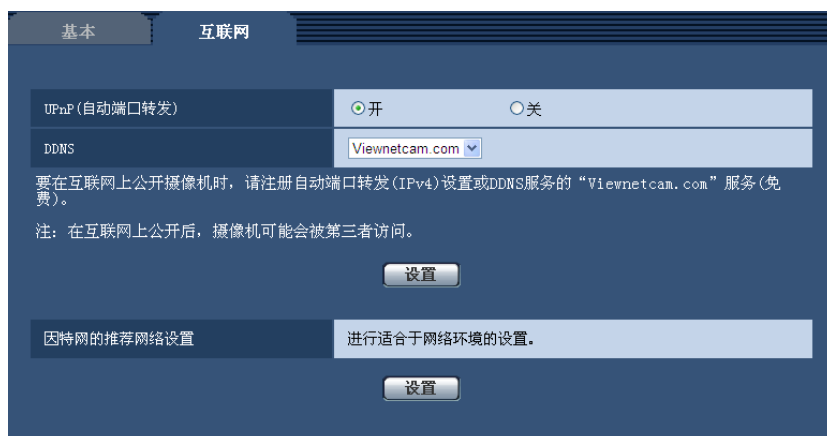 基本 互联网
UPnP(自动端口转发) 开 关
DDNS Viewnetcam.com
要在互联网上公开摄像机时，请注册自动端口转发(IPv4)设置或DDNS服务的“Viewnetcam.com”服务(免
费)。
注：在互联网上公开后，摄像机可能会被第三者访问。
设置
因特网的推荐网络设置 进行适合于网络环境的设置。
设置